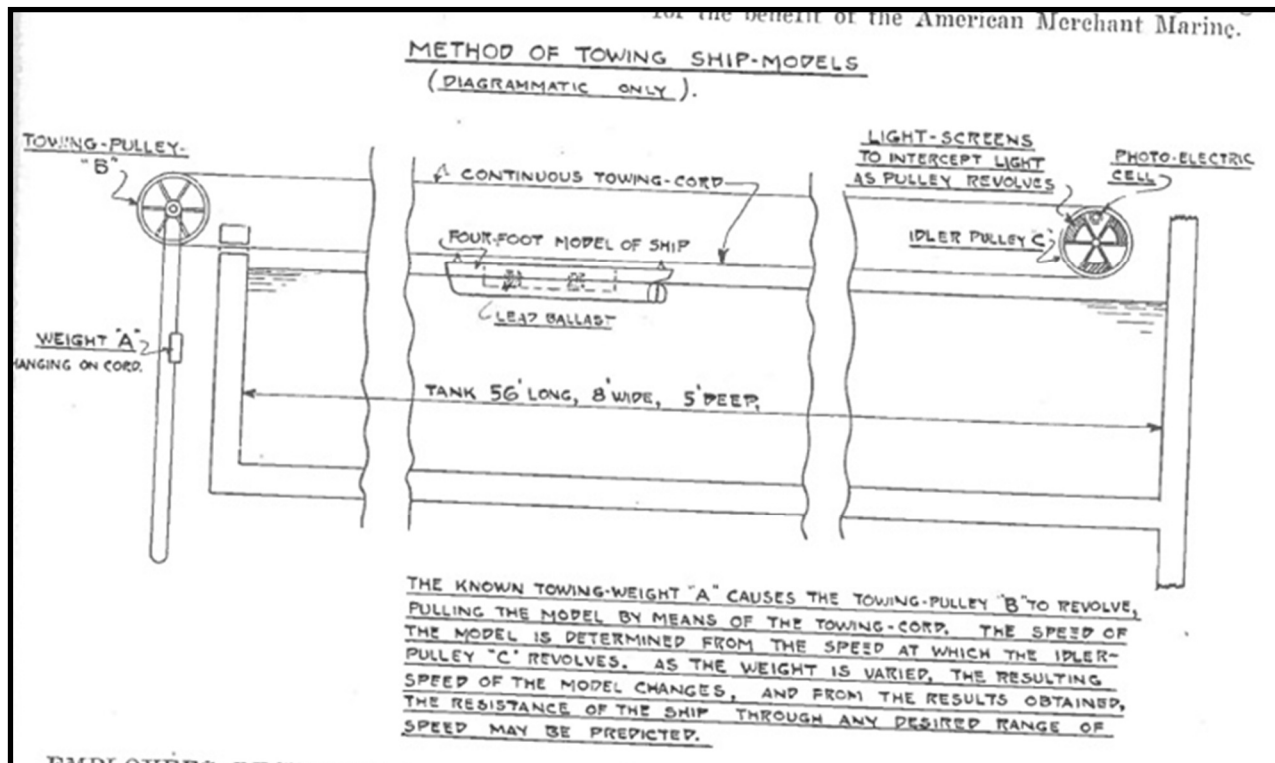 for the benefit of the American Merchant Marine.
METHOD OF TOWING SHIP-MODELS
(DIAGRAMMATIC ONLY).
TOWING-PULLEY-
"B"
CONTINUOUS TOWING-CORD
LIGHT-SCREENS
TO INTERCEPT LIGHT
AS PULLEY REVOLVES
PHOTO-ELECTRIC
CELL
FOUR-FOOT MODEL OF SHIP
IDLER PULLEY "C"
LEAD BALLAST
WEIGHT "A"
HANGING ON CORD.
TANK 56' LONG, 8' WIDE, 5' DEEP.
THE KNOWN TOWING-WEIGHT "A" CAUSES THE TOWING-PULLEY "B" TO REVOLVE,
PULLING THE MODEL BY MEANS OF THE TOWING-CORD. THE SPEED OF
THE MODEL IS DETERMINED FROM THE SPEED AT WHICH THE IDLER-
PULLEY "C" REVOLVES. AS THE WEIGHT IS VARIED, THE RESULTING
SPEED OF THE MODEL CHANGES, AND FROM THE RESULTS OBTAINED,
THE RESISTANCE OF THE SHIP THROUGH ANY DESIRED RANGE OF
SPEED MAY BE PREDICTED.